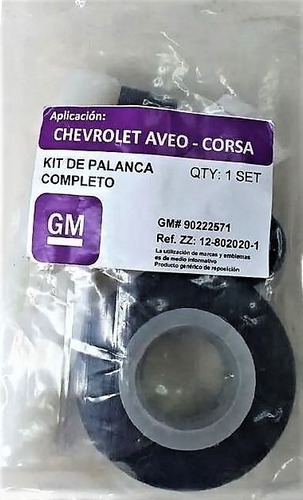 Aplicación:
CHEVROLET AVEO - CORSA
KIT DE PALANCA
COMPLETO
QTY: 1 SET
GM
GM# 90222571
Ref. ZZ: 12-802020-1
La utilización de marcas y emblemas
es de medio informativo
Producto genérico de reposición